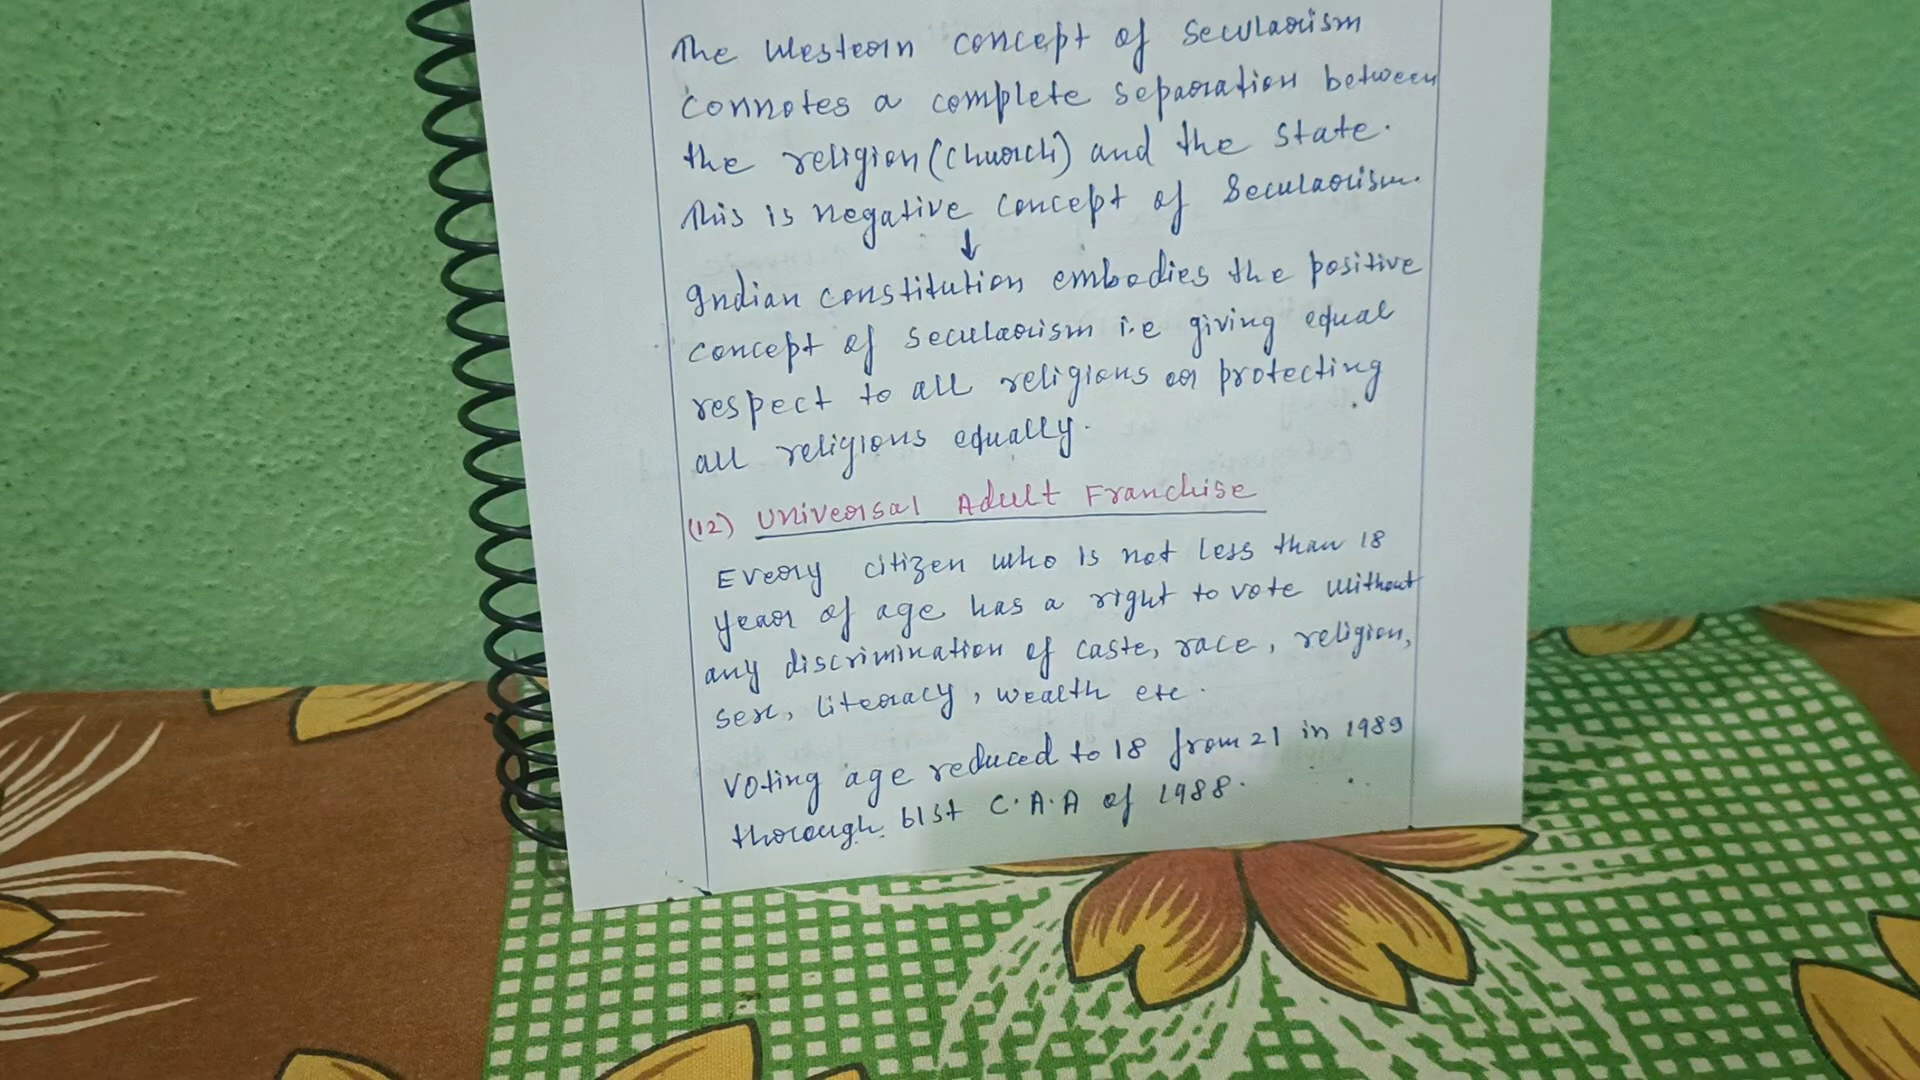 The Western concept of Secularism
connotes a complete separation between
the religion (church) and the state.
This is negative concept of Secularism.
↓
Indian constitution embodies the positive
concept of secularism i.e giving equal
respect to all religions or protecting
all religious equally.
(12) Universal Adult Franchise
Every citizen who is not less than 18
year of age has a right to vote without
any discrimination of caste, race, religion,
sex, literacy, wealth etc.
Voting age reduced to 18 from 21 in 1989
thorough 61st C.A.A of 1988.